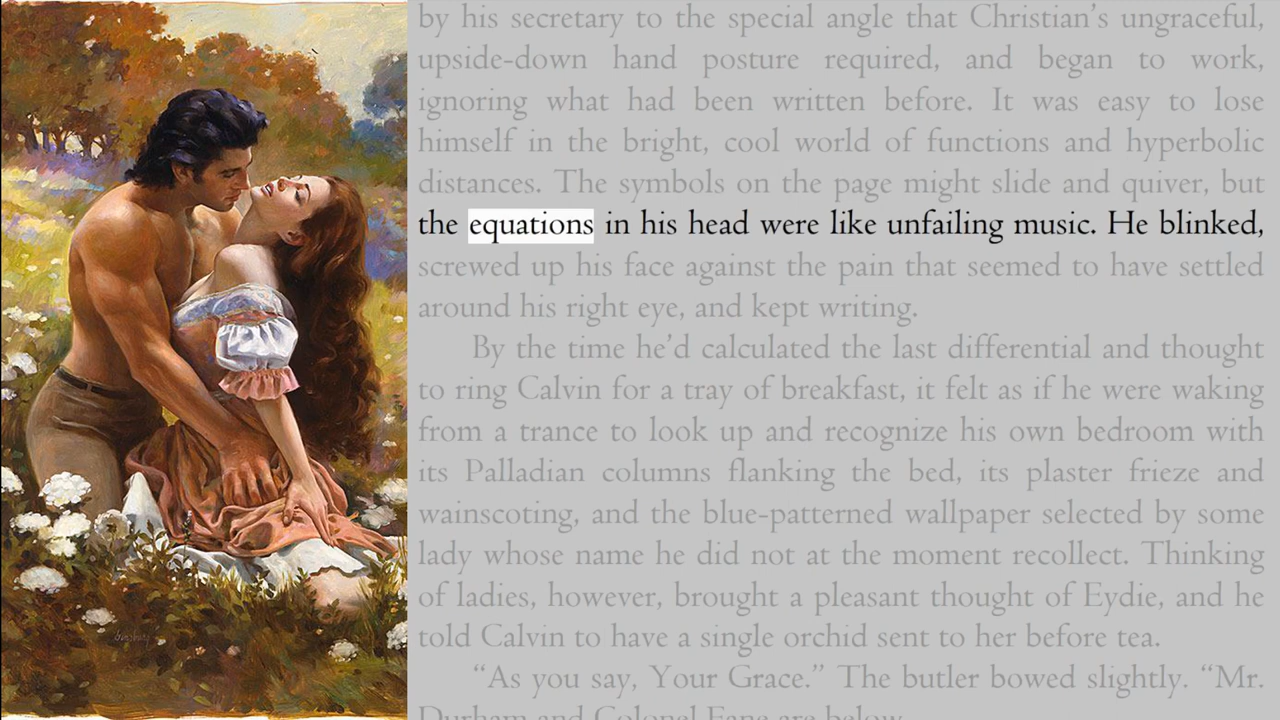 by his secretary to the special angle that Christian’s ungraceful,
upside-down hand posture required, and began to work,
ignoring what had been written before. It was easy to lose
himself in the bright, cool world of functions and hyperbolic
distances. The symbols on the page might slide and quiver, but
the equations in his head were like unfailing music. He blinked,
screwed up his face against the pain that seemed to have settled
around his right eye, and kept writing.
By the time he’d calculated the last differential and thought
to ring Calvin for a tray of breakfast, it felt as if he were waking
from a trance to look up and recognize his own bedroom with
its Palladian columns flanking the bed, its plaster frieze and
wainscoting, and the blue-patterned wallpaper selected by some
lady whose name he did not at the moment recollect. Thinking
of ladies, however, brought a pleasant thought of Eydie, and he
told Calvin to have a single orchid sent to her before tea.
“As you say, Your Grace.” The butler bowed slightly. “Mr.
Durham and Colonel Fane are below